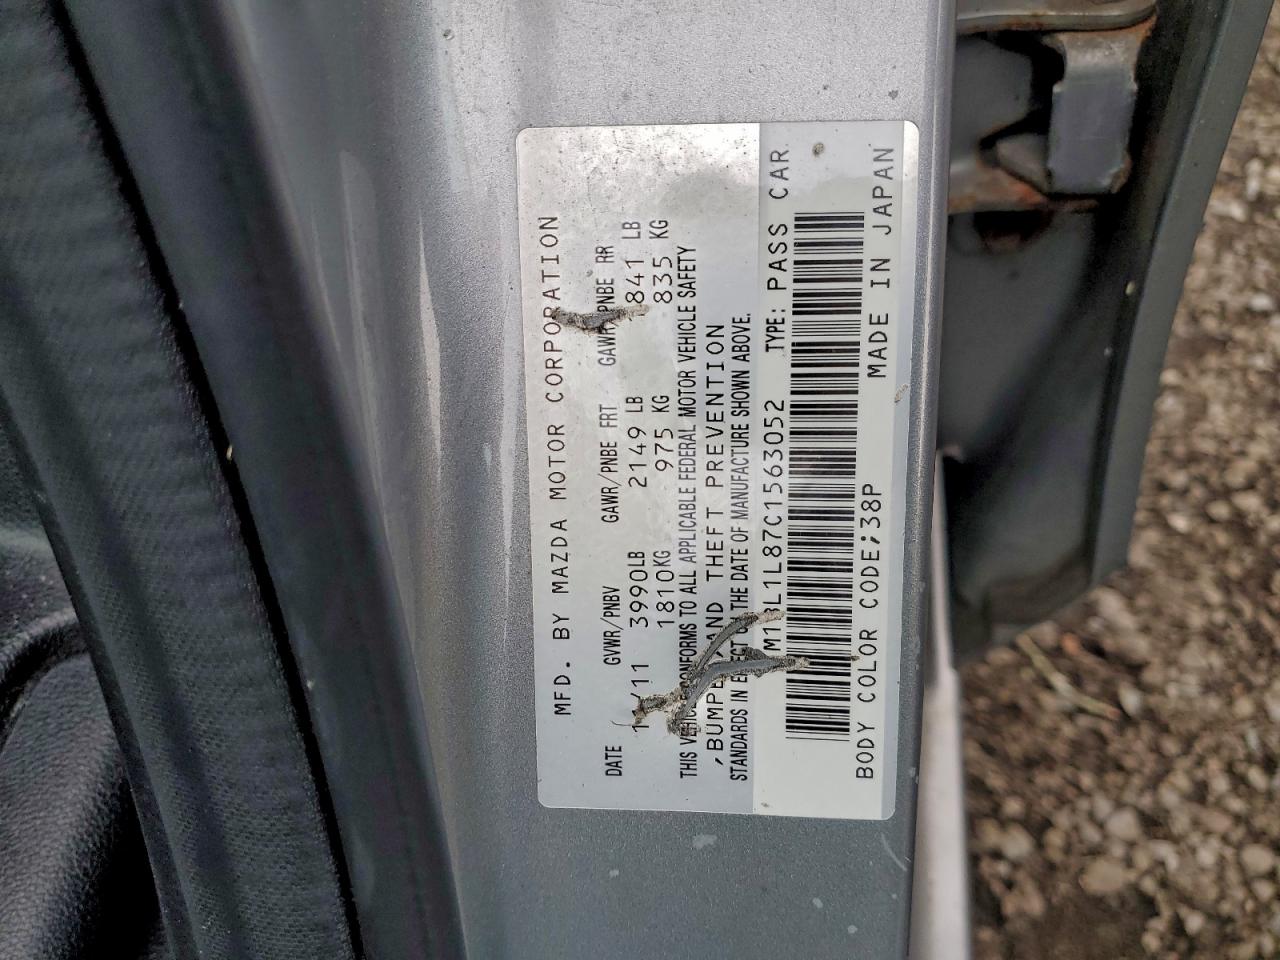 MFD. BY MAZDA MOTOR CORPORATION
DATE GVWR/PNBV GAWR/PNBE FRT GAWR/PNBE RR
3990LB 2149 LB 841 LB
1810KG 975 KG 835 KG
THIS VEHICLE CONFORMS TO ALL APPLICABLE FEDERAL MOTOR VEHICLE SAFETY
,BUMPER, AND THEFT PREVENTION
STANDARDS IN EFFECT ON THE DATE OF MANUFACTURE SHOWN ABOVE.
TYPE: PASS CAR
BODY COLOR CODE;38P MADE IN JAPAN